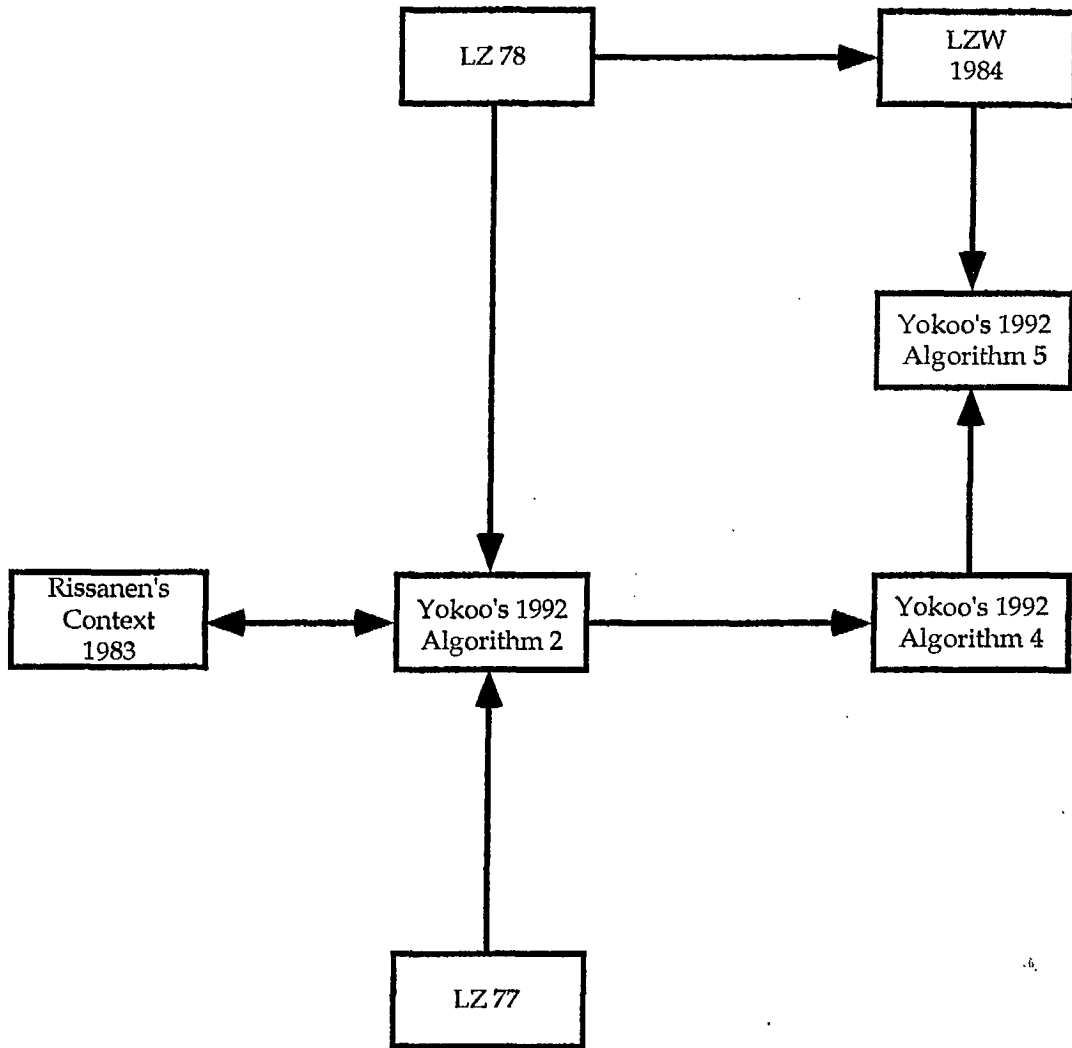 LZ 78
LZW
1984
Yokoo's 1992
Algorithm 5
Rissanen's
Context
1983
Yokoo's 1992
Algorithm 2
Yokoo's 1992
Algorithm 4
LZ 77